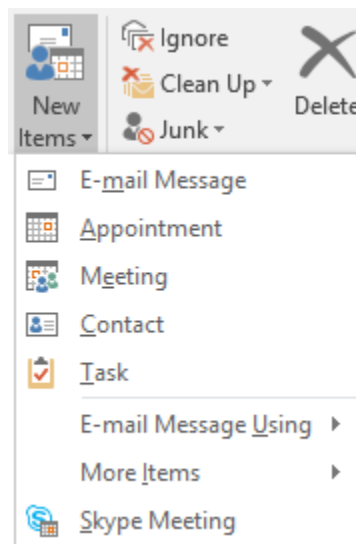 New
Items
Ignore
Clean Up
Junk
Delete
E-mail Message
Appointment
Meeting
Contact
Task
E-mail Message Using
More Items
Skype Meeting